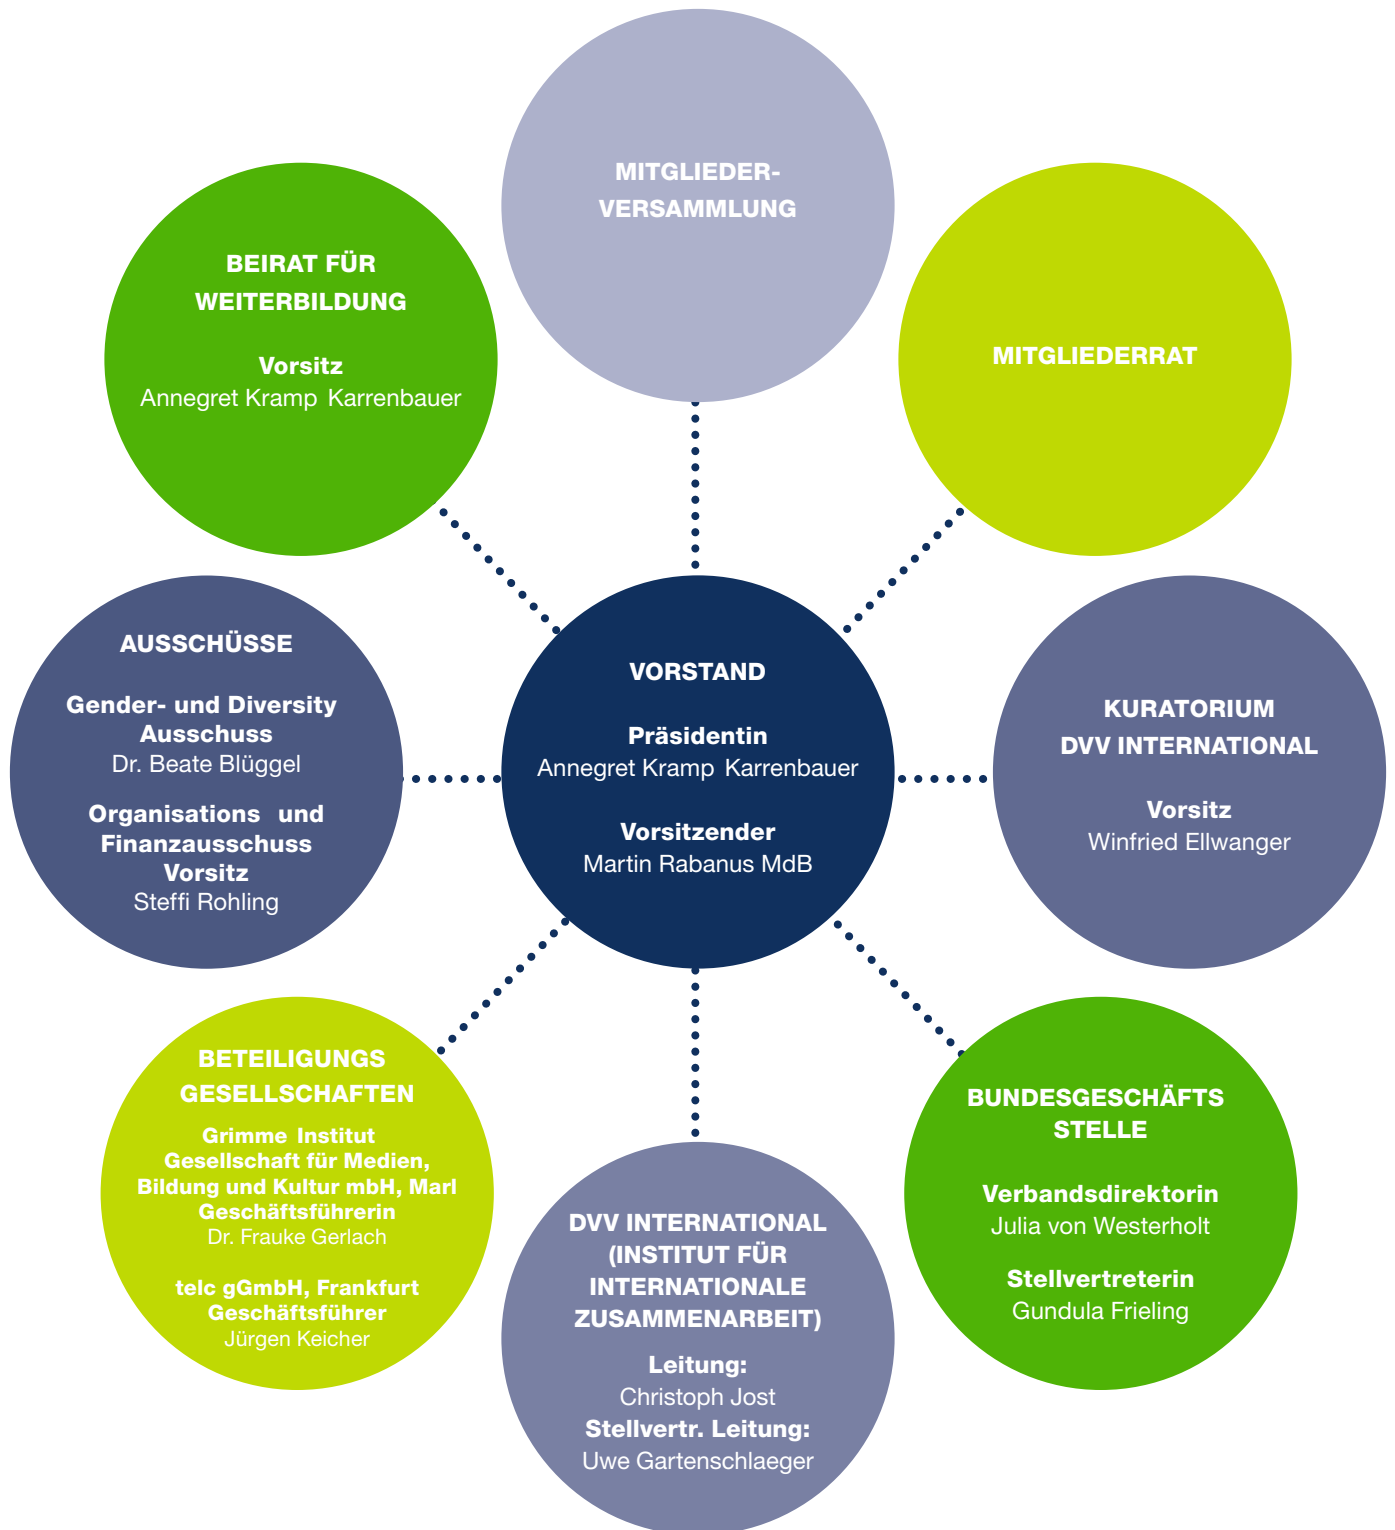 MITGLIEDER-
VERSAMMLUNG
BEIRAT FÜR
WEITERBILDUNG
Vorsitz
Annegret Kramp Karrenbauer
MITGLIEDERRAT
AUSSCHÜSSE
Gender- und Diversity
Ausschuss
Dr. Beate Blüggel
Organisations und
Finanzausschuss
Vorsitz
Steffi Rohling
VORSTAND
Präsidentin
Annegret Kramp Karrenbauer
Vorsitzender
Martin Rabanus MdB
KURATORIUM
DVV INTERNATIONAL
Vorsitz
Winfried Ellwanger
BETEILIGUNGS
GESELLSCHAFTEN
Grimme Institut
Gesellschaft für Medien,
Bildung und Kultur mbH, Marl
Geschäftsführerin
Dr. Frauke Gerlach
telc gGmbH, Frankfurt
Geschäftsführer
Jürgen Keicher
DVV INTERNATIONAL
(INSTITUT FÜR
INTERNATIONALE
ZUSAMMENARBEIT)
Leitung:
Christoph Jost
Stellvertr. Leitung:
Uwe Gartenschlaeger
BUNDESGESCHÄFTS
STELLE
Verbandsdirektorin
Julia von Westerholt
Stellvertreterin
Gundula Frieling